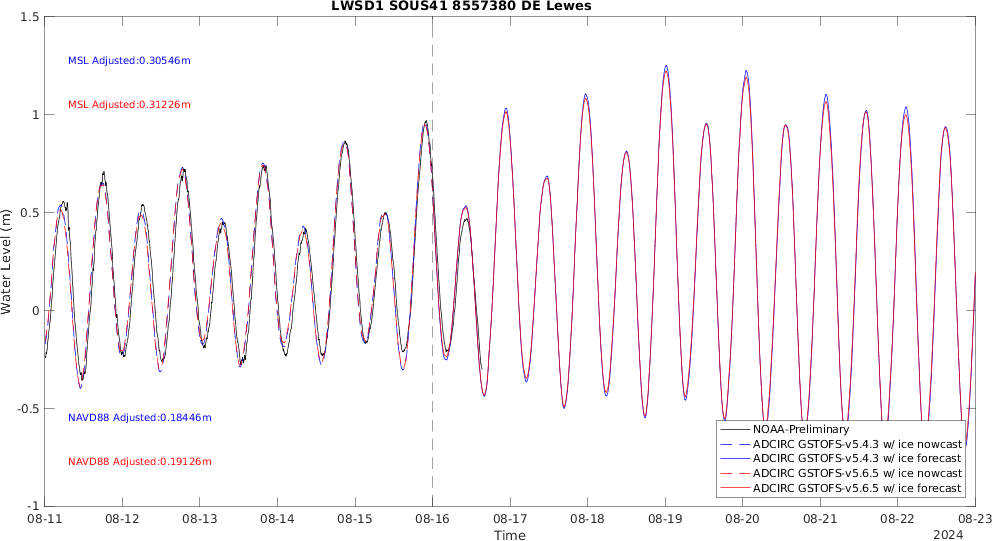 LWSD1 SOUS41 8557380 DE Lewes
1.5
1
0.5
0
-0.5
-1
Water Level (m)
MSL Adjusted:0.30546m
MSL Adjusted:0.31226m
NAVD88 Adjusted:0.18446m
NAVD88 Adjusted:0.19126m
NOAA-Preliminary
ADCIRC GSTOFS-v5.4.3 w/ ice nowcast
ADCIRC GSTOFS-v5.4.3 w/ ice forecast
ADCIRC GSTOFS-v5.6.5 w/ ice nowcast
ADCIRC GSTOFS-v5.6.5 w/ ice forecast
08-11 08-12 08-13 08-14 08-15 08-16 08-17 08-18 08-19 08-20 08-21 08-22 08-23
Time
2024